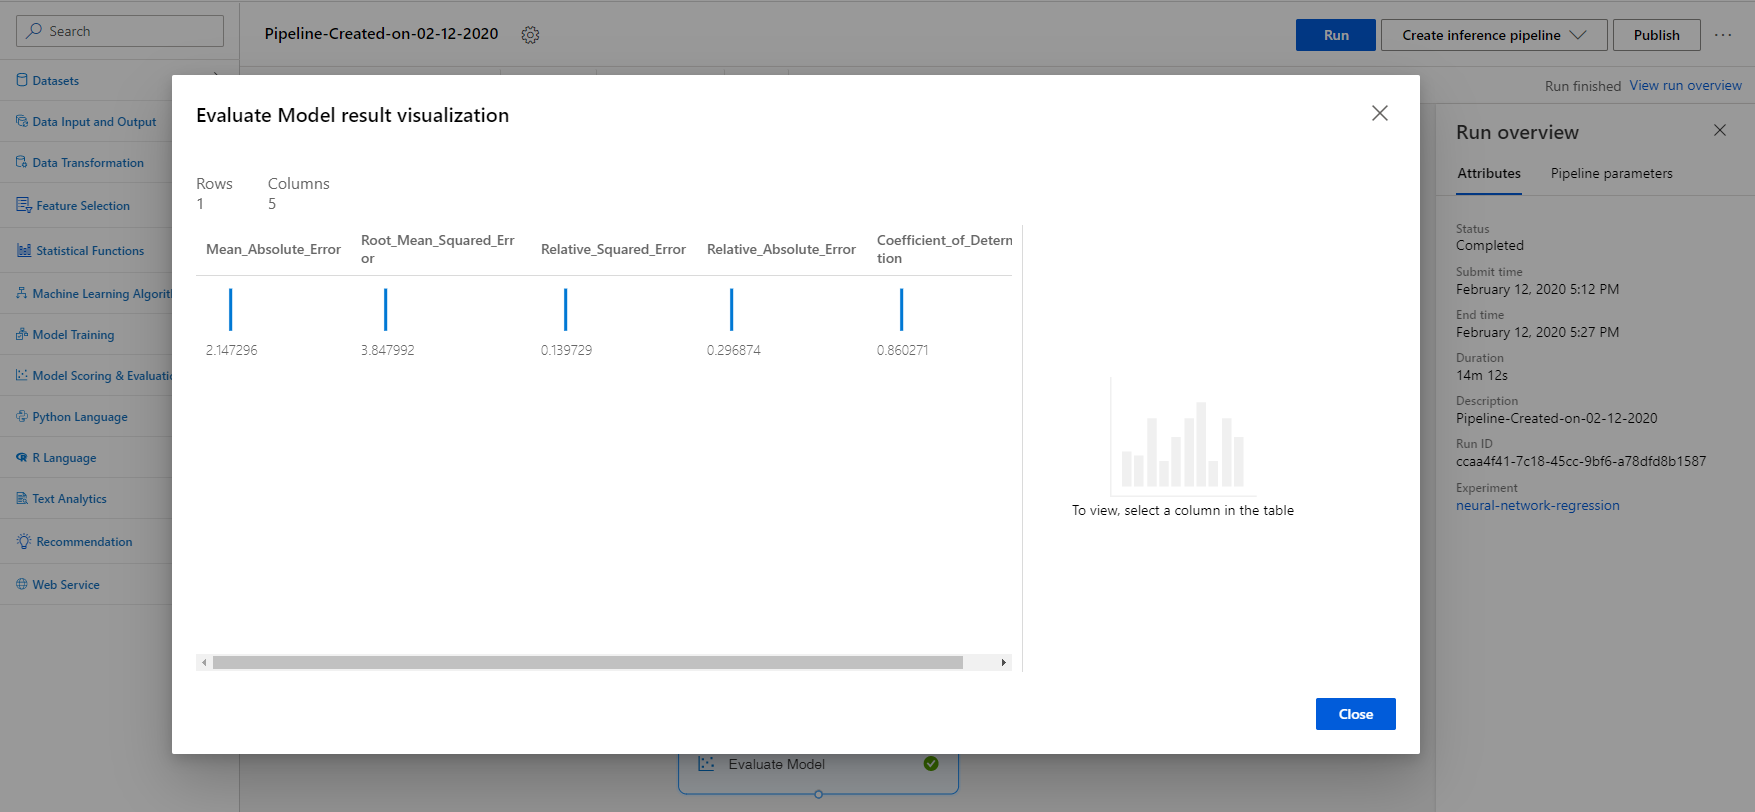 Search
Pipeline-Created-on-02-12-2020
Run
Create inference pipeline
Publish
...
Run finished View run overview
Datasets
Data Input and Output
Data Transformation
Feature Selection
Statistical Functions
Machine Learning Algorit
Model Training
Model Scoring & Evaluatio
Python Language
R Language
Text Analytics
Recommendation
Web Service
Evaluate Model result visualization
Rows Columns
1 5
Mean_Absolute_Error
Root_Mean_Squared_Err
or
Relative_Squared_Error
Relative_Absolute_Error
Coefficient_of_Determ
tion
2.147296 3.847992 0.139729 0.296874 0.860271
To view, select a column in the table
Close
Evaluate Model
Run overview
Attributes Pipeline parameters
Status
Completed
Submit time
February 12, 2020 5:12 PM
End time
February 12, 2020 5:27 PM
Duration
14m 12s
Description
Pipeline-Created-on-02-12-2020
Run ID
ccaa4f41-7c18-45cc-9bf6-a78dfd8b1587
Experiment
neural-network-regression